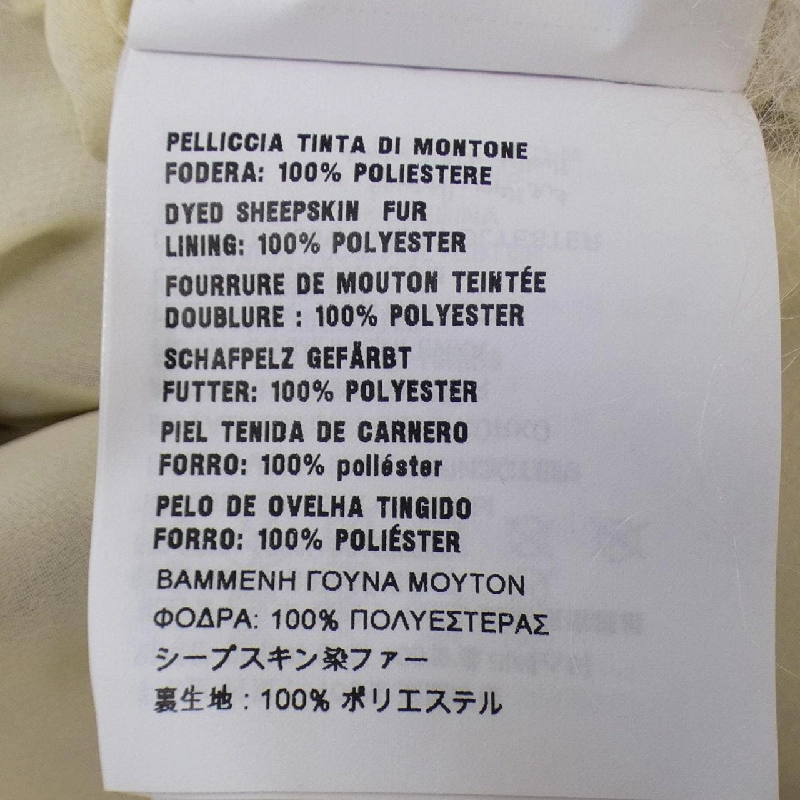 PELLICCIA TINTA DI MONTONE
FODERA: 100% POLIESTERE
DYED SHEEPSKIN FUR
LINING: 100% POLYESTER
FOURRURE DE MOUTON TEINTÉE
DOUBLURE : 100% POLYESTER
SCHAFPELZ GEFÄRBT
FUTTER: 100% POLYESTER
PIEL TENIDA DE CARNERO
FORRO: 100% poliéster
PELO DE OVELHA TINGIDO
FORRO: 100% POLIÉSTER
ΒΑΜΜΕΝΗ ΓΟΥΝΑ ΜΟΥΤΟΝ
ΦΟΔΡΑ: 100% ΠΟΛΥΕΣΤΕΡΑΣ
シープスキン染ファー
裏生地：100% ポリエステル